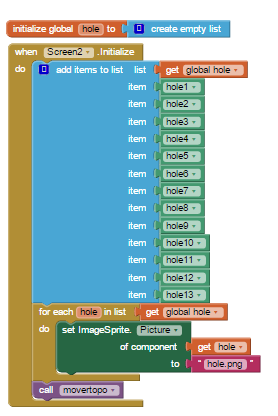 initialize global hole to create empty list
when Screen2 .Initialize
do add items to list list get global hole
item hole1
item hole2
item hole3
item hole4
item hole5
item hole6
item hole7
item hole8
item hole9
item hole10
item hole11
item hole12
item hole13
for each hole in list get global hole
do set ImageSprite. Picture
of component get hole
to " hole.png "
call movertopo